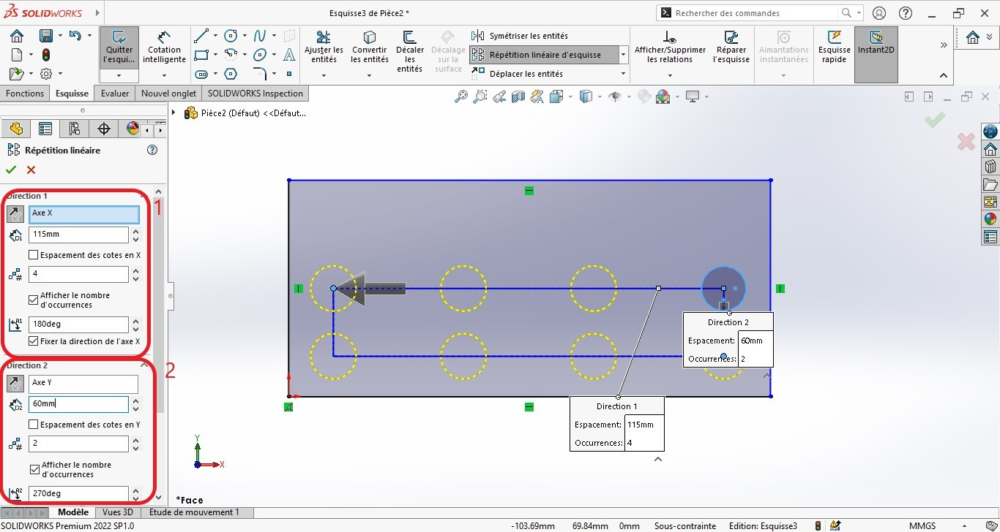 SOLIDWORKS
Esquisse3 de Pièce2 *
Rechercher des commandes
Quitter l'esqui...
Cotation intelligente
Ajuster les entités
Convertir les entités
Décaler les entités
Décalage sur la surface
Symétriser les entités
Répétition linéaire d'esquisse
Déplacer les entités
Afficher/Supprimer les relations
Réparer l'esquisse
Aimantations instantanées
Esquisse rapide
Instant2D
Fonctions
Esquisse
Evaluer
Nouvel onglet
SOLIDWORKS Inspection
Pièce2 (Défaut) <<Défaut...
Répétition linéaire
Direction 1
1
Axe X
D1
115mm
Espacement des cotes en X
#
4
Afficher le nombre
d'occurrences
A1
180deg
Fixer la direction de l'axe X
Direction 2
2
Axe Y
D2
60mm
Espacement des cotes en Y
#
2
Afficher le nombre
d'occurrences
A2
270deg
Direction 2
Espacement: 60mm
Occurrences: 2
Direction 1
Espacement: 115mm
Occurrences: 4
Y
X
*Face
Modèle
Vues 3D
Etude de mouvement 1
SOLIDWORKS Premium 2022 SP1.0
-103.69mm
69.84mm
0mm
Sous-contrainte
Edition: Esquisse3
MMGS